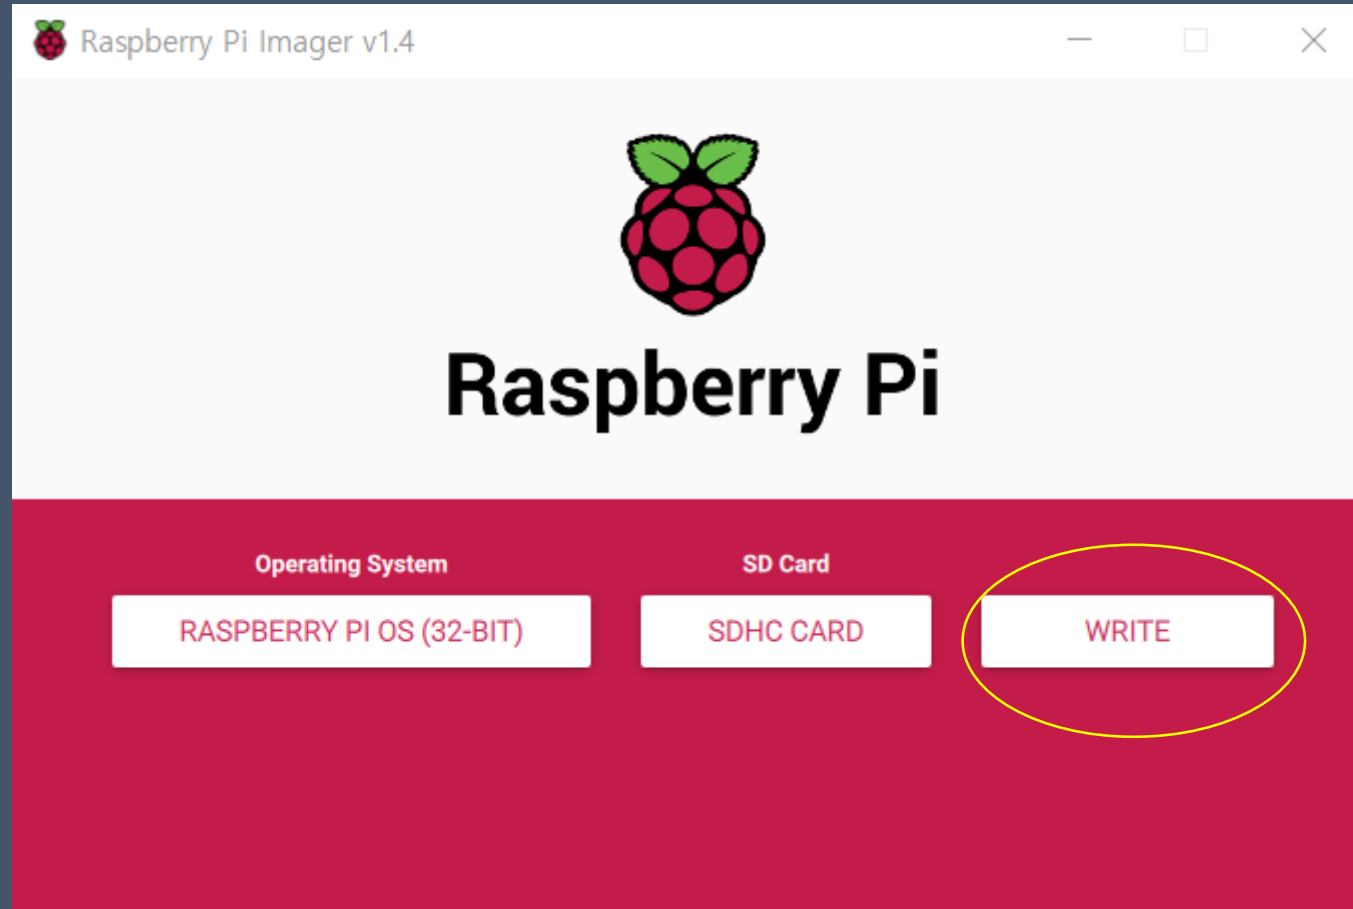 Raspberry Pi Imager v1.4
Raspberry Pi
Operating System
SD Card
RASPBERRY PI OS (32-BIT)
SDHC CARD
WRITE